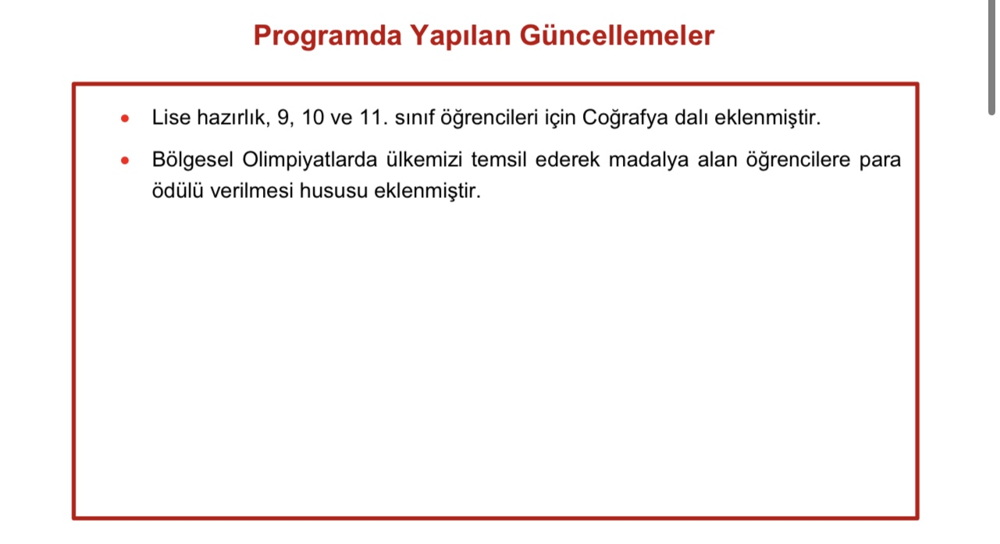 Programda Yapılan Güncellemeler
• Lise hazırlık, 9, 10 ve 11. sınıf öğrencileri için Coğrafya dalı eklenmiştir.
• Bölgesel Olimpiyatlarda ülkemizi temsil ederek madalya alan öğrencilere para
ödülü verilmesi hususu eklenmiştir.